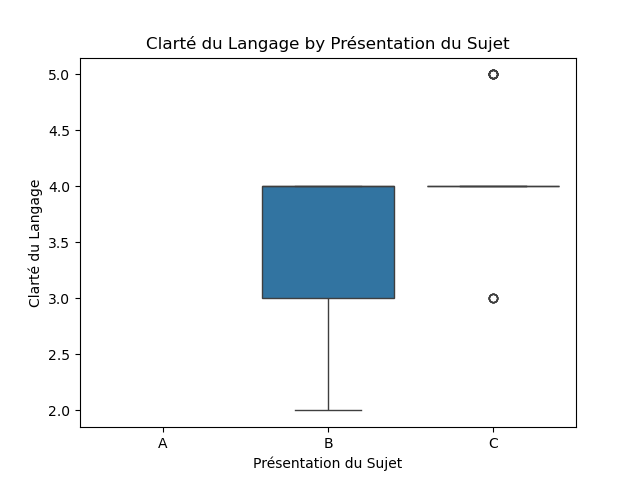 Clarté du Langage by Présentation du Sujet
5.0
4.5
4.0
3.5
3.0
2.5
2.0
Clarté du Langage
A B C
Présentation du Sujet